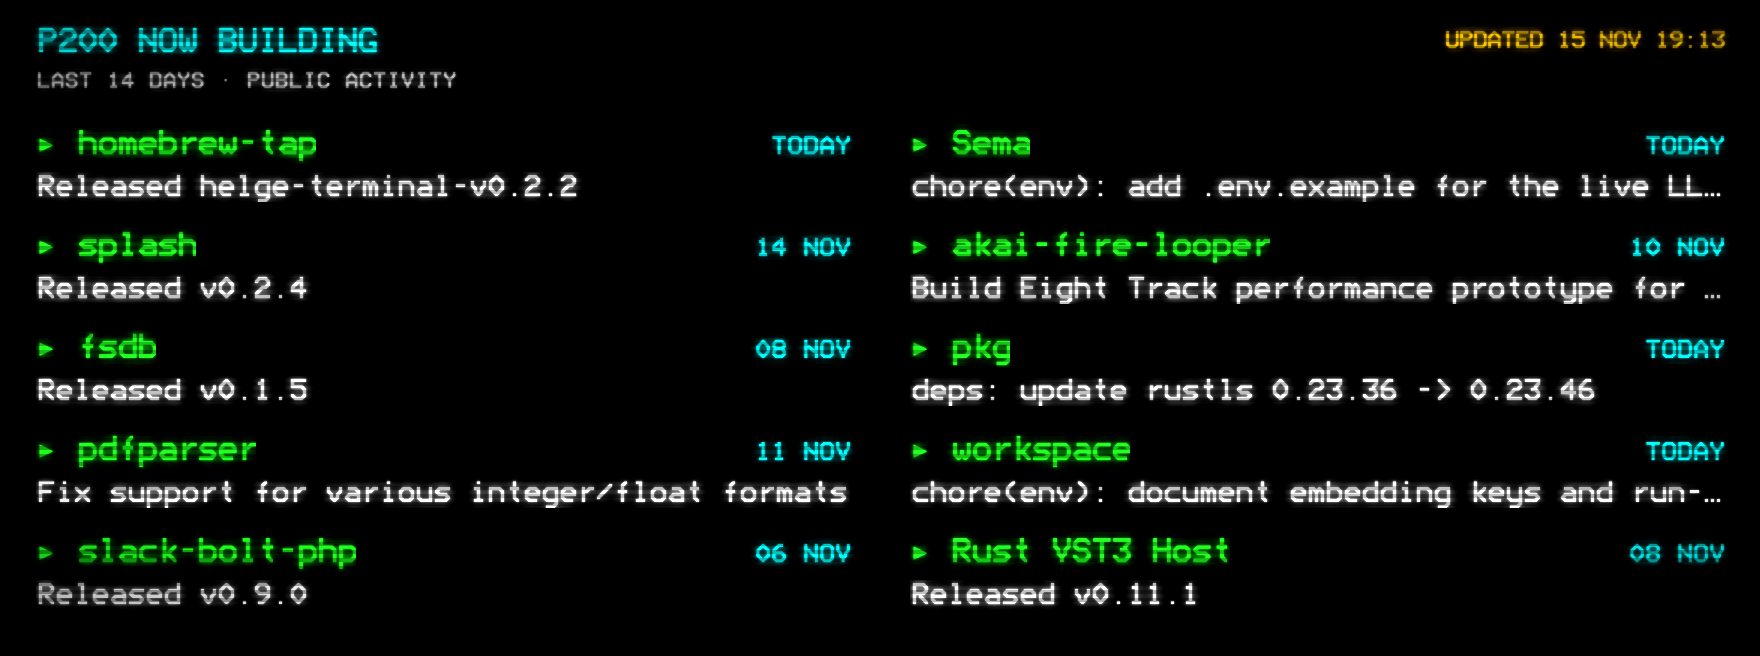 P200 NOW BUILDING
UPDATED 15 NOV 19:13
LAST 14 DAYS · PUBLIC ACTIVITY
▸ homebrew-tap TODAY
Released helge-terminal-v0.2.2
▸ splash 14 NOV
Released v0.2.4
▸ fsdb 08 NOV
Released v0.1.5
▸ pdfparser 11 NOV
Fix support for various integer/float formats
▸ slack-bolt-php 06 NOV
Released v0.9.0
▸ Sema TODAY
chore(env): add .env.example for the live LL…
▸ akai-fire-looper 10 NOV
Build Eight Track performance prototype for …
▸ pkg TODAY
deps: update rustls 0.23.36 -> 0.23.46
▸ workspace TODAY
chore(env): document embedding keys and run-…
▸ Rust VST3 Host 08 NOV
Released v0.11.1